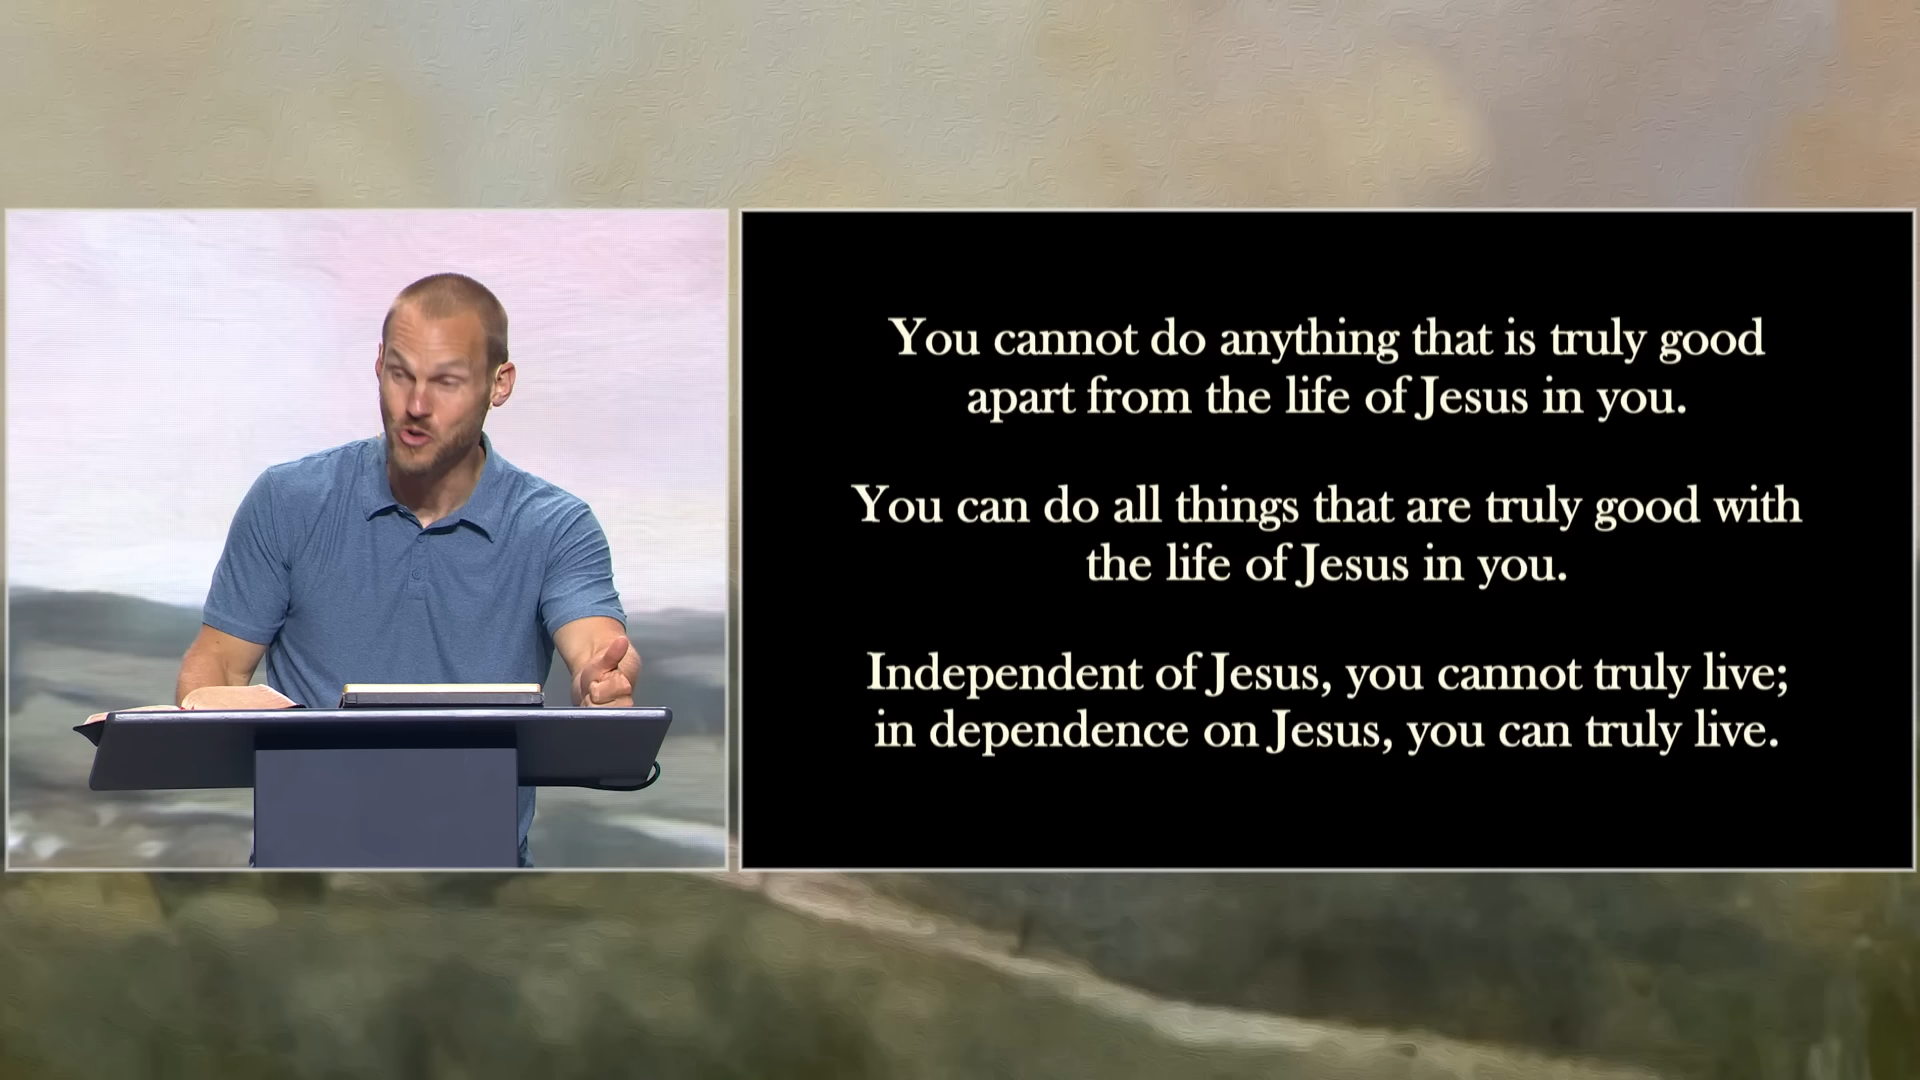 You cannot do anything that is truly good
apart from the life of Jesus in you.
You can do all things that are truly good with
the life of Jesus in you.
Independent of Jesus, you cannot truly live;
in dependence on Jesus, you can truly live.